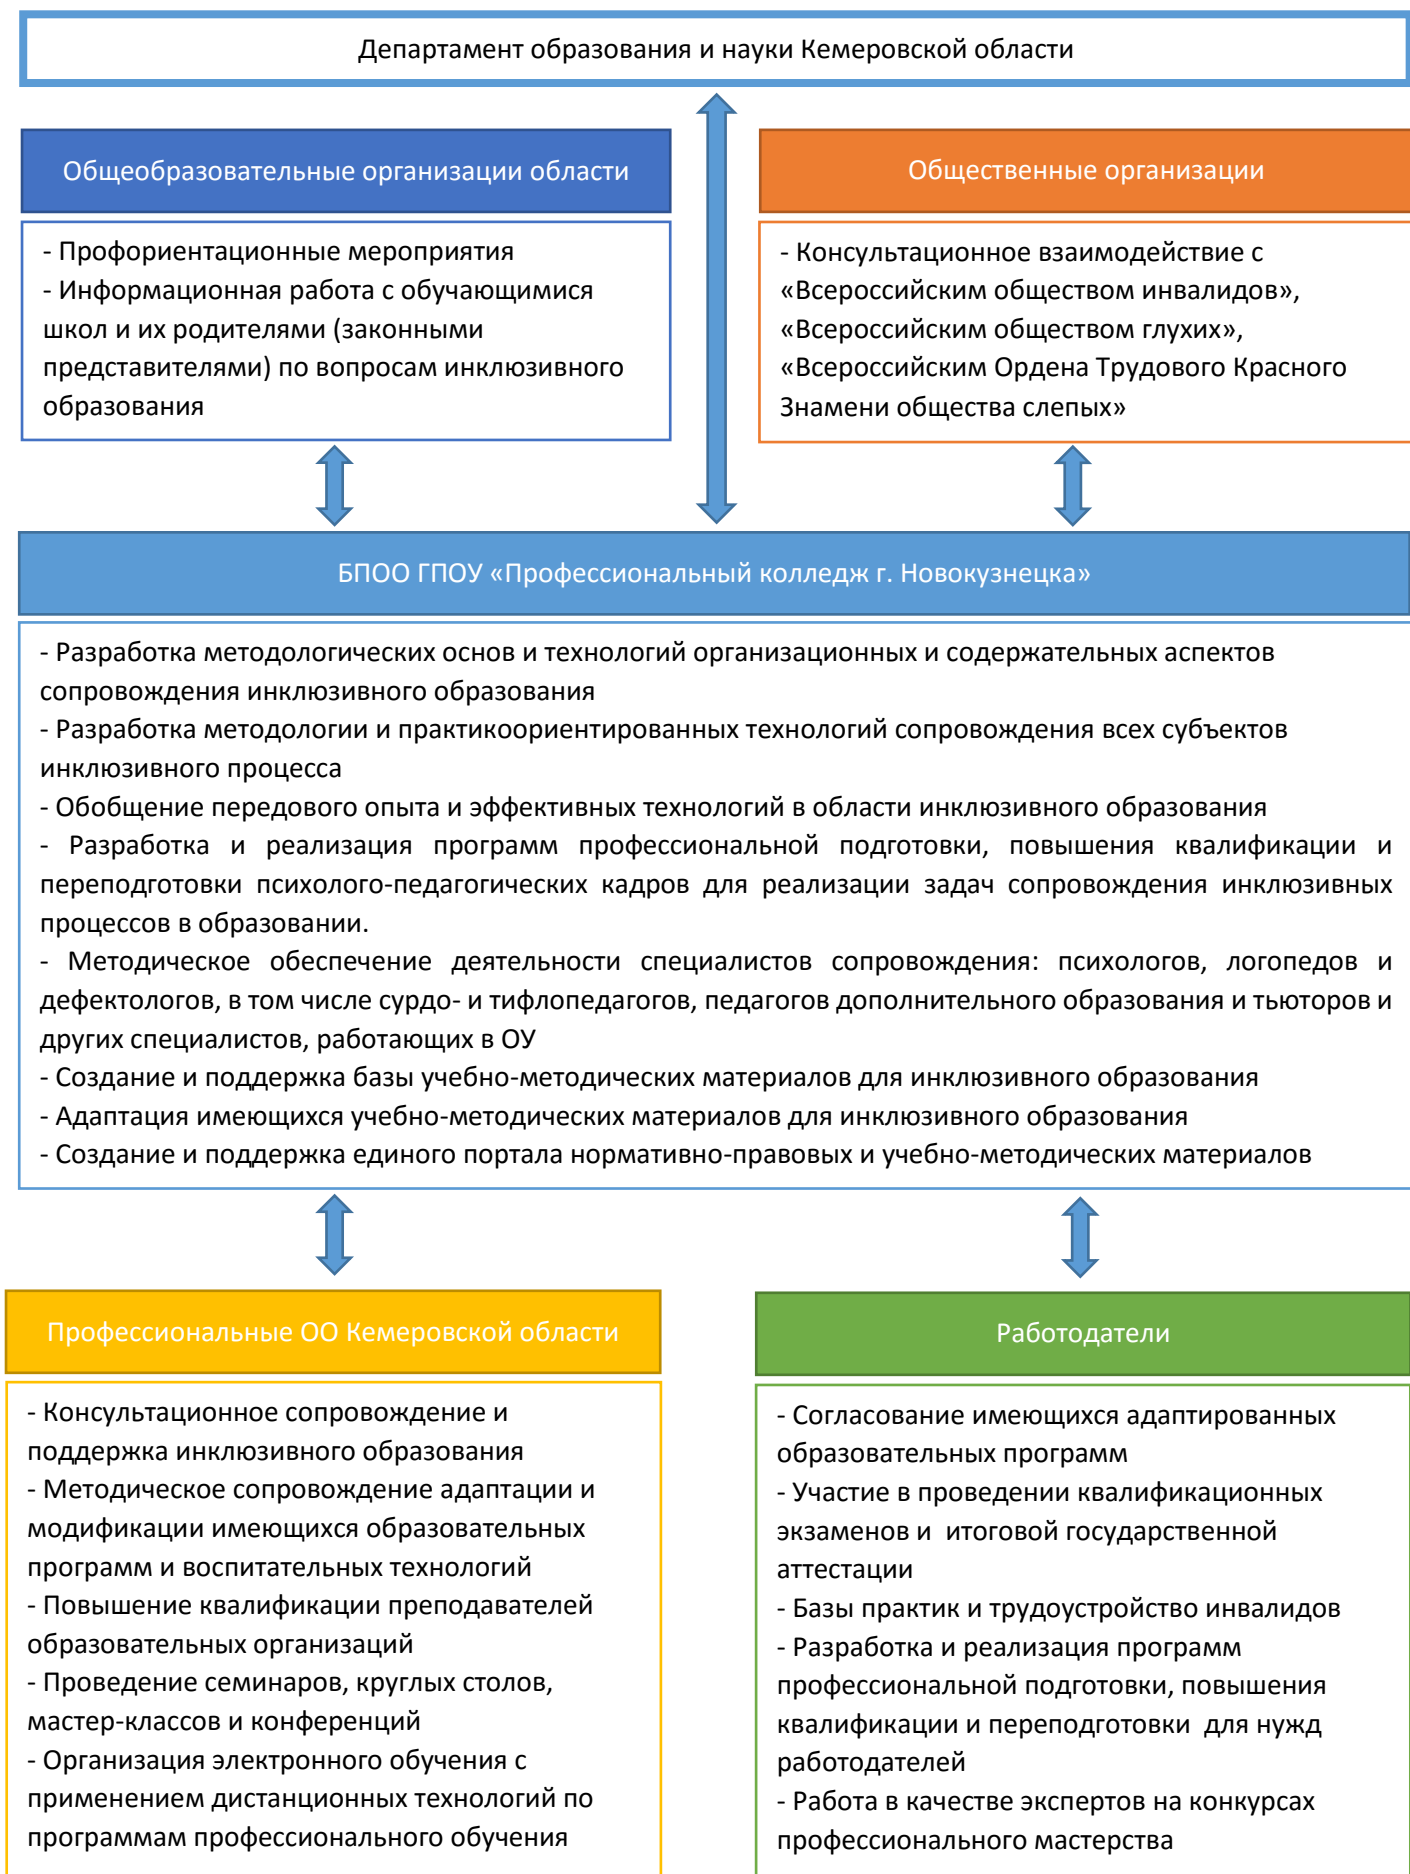 Департамент образования и науки Кемеровской области
Общеобразовательные организации области
- Профориентационные мероприятия
- Информационная работа с обучающимися
школ и их родителями (законными
представителями) по вопросам инклюзивного
образования
Общественные организации
- Консультационное взаимодействие с
«Всероссийским обществом инвалидов»,
«Всероссийским обществом глухих»,
«Всероссийским Ордена Трудового Красного
Знамени общества слепых»
БПОО ГПОУ «Профессиональный колледж г. Новокузнецка»
- Разработка методологических основ и технологий организационных и содержательных аспектов
сопровождения инклюзивного образования
- Разработка методологии и практикоориентированных технологий сопровождения всех субъектов
инклюзивного процесса
- Обобщение передового опыта и эффективных технологий в области инклюзивного образования
- Разработка и реализация программ профессиональной подготовки, повышения квалификации и
переподготовки психолого-педагогических кадров для реализации задач сопровождения инклюзивных
процессов в образовании.
- Методическое обеспечение деятельности специалистов сопровождения: психологов, логопедов и
дефектологов, в том числе сурдо- и тифлопедагогов, педагогов дополнительного образования и тьюторов и
других специалистов, работающих в ОУ
- Создание и поддержка базы учебно-методических материалов для инклюзивного образования
- Адаптация имеющихся учебно-методических материалов для инклюзивного образования
- Создание и поддержка единого портала нормативно-правовых и учебно-методических материалов
Профессиональные ОО Кемеровской области
- Консультационное сопровождение и
поддержка инклюзивного образования
- Методическое сопровождение адаптации и
модификации имеющихся образовательных
программ и воспитательных технологий
- Повышение квалификации преподавателей
образовательных организаций
- Проведение семинаров, круглых столов,
мастер-классов и конференций
- Организация электронного обучения с
применением дистанционных технологий по
программам профессионального обучения
Работодатели
- Согласование имеющихся адаптированных
образовательных программ
- Участие в проведении квалификационных
экзаменов и итоговой государственной
аттестации
- Базы практик и трудоустройство инвалидов
- Разработка и реализация программ
профессиональной подготовки, повышения
квалификации и переподготовки для нужд
работодателей
- Работа в качестве экспертов на конкурсах
профессионального мастерства